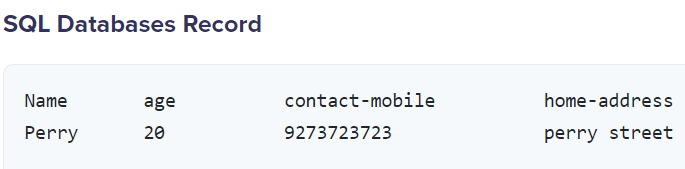 SQL Databases Record
Name age contact-mobile home-address
Perry 20 9273723723 perry street